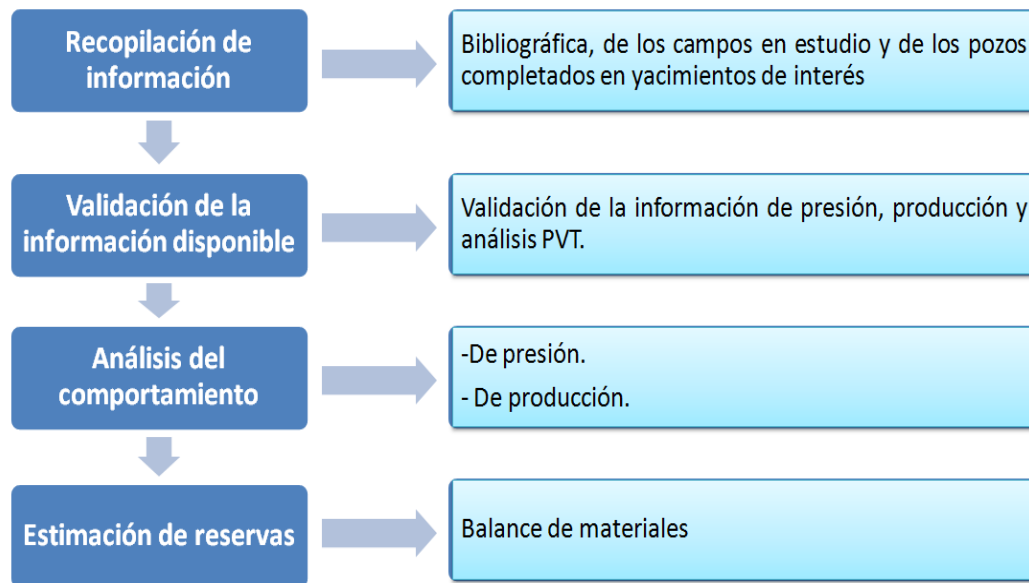 Recopilación de
información
Bibliográfica, de los campos en estudio y de los pozos
completados en yacimientos de interés
Validación de la
información disponible
Validación de la información de presión, producción y
análisis PVT.
Análisis del
comportamiento
-De presión.
- De producción.
Estimación de reservas
Balance de materiales